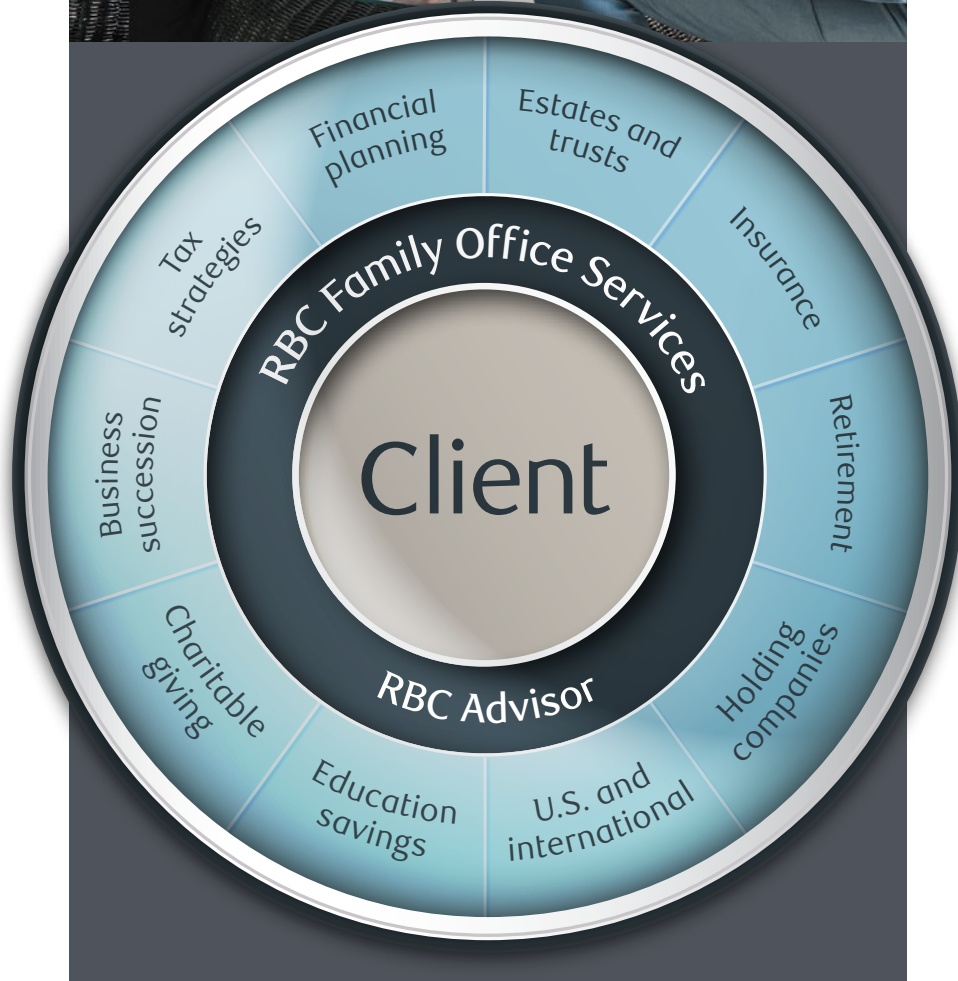 Financial
planning
Estates and
trusts
Insurance
Retirement
Holding
companies
U.S. and
international
Education
savings
Charitable
giving
Business
succession
Tax
strategies
RBC Family Office Services
Client
RBC Advisor